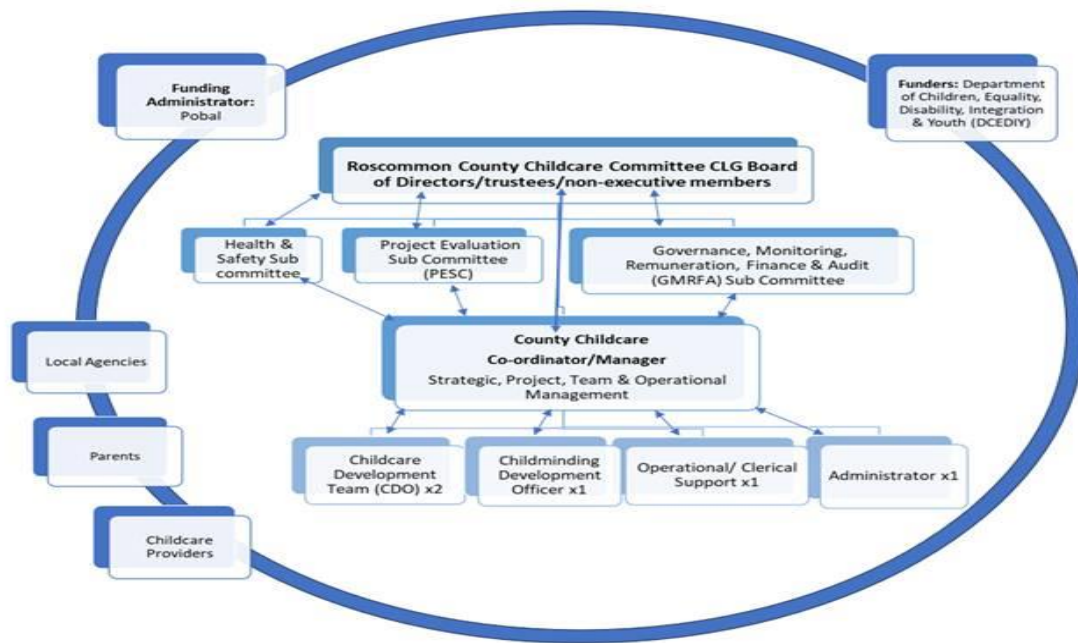 Funding
Administrator:
Pobal
Funders: Department
of Children, Equality,
Disability, Integration
& Youth (DCEDIY)
Roscommon County Childcare Committee CLG Board
of Directors/trustees/non-executive members
Health &
Safety Sub
committee
Project Evaluation
Sub Committee
(PESC)
Governance, Monitoring,
Remuneration, Finance & Audit
(GMRFA) Sub Committee
County Childcare
Co-ordinator/Manager
Strategic, Project, Team & Operational
Management
Local Agencies
Parents
Childcare
Providers
Childcare
Development
Team (CDO) x2
Childminding
Development
Officer x1
Operational/ Clerical
Support x1
Administrator x1